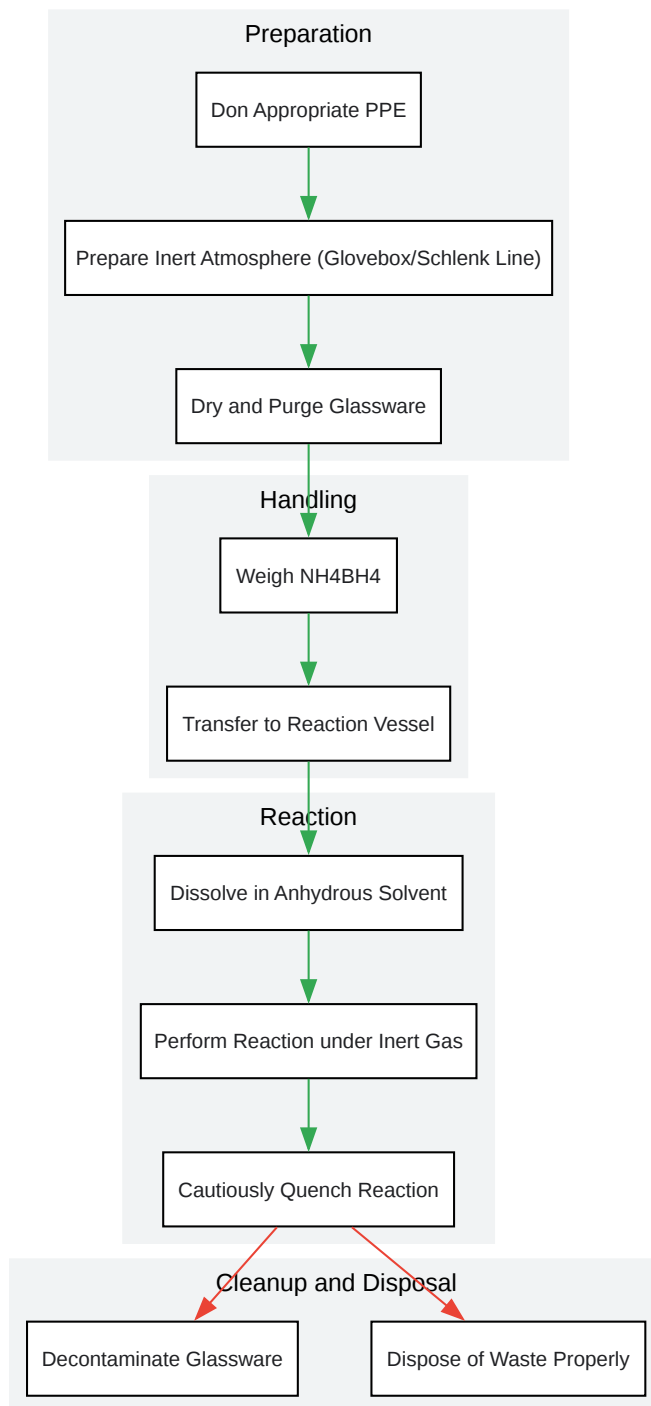 Preparation
Don Appropriate PPE
Prepare Inert Atmosphere (Glovebox/Schlenk Line)
Dry and Purge Glassware
Handling
Weigh NH4BH4
Transfer to Reaction Vessel
Reaction
Dissolve in Anhydrous Solvent
Perform Reaction under Inert Gas
Cautiously Quench Reaction
Cleanup and Disposal
Decontaminate Glassware
Dispose of Waste Properly